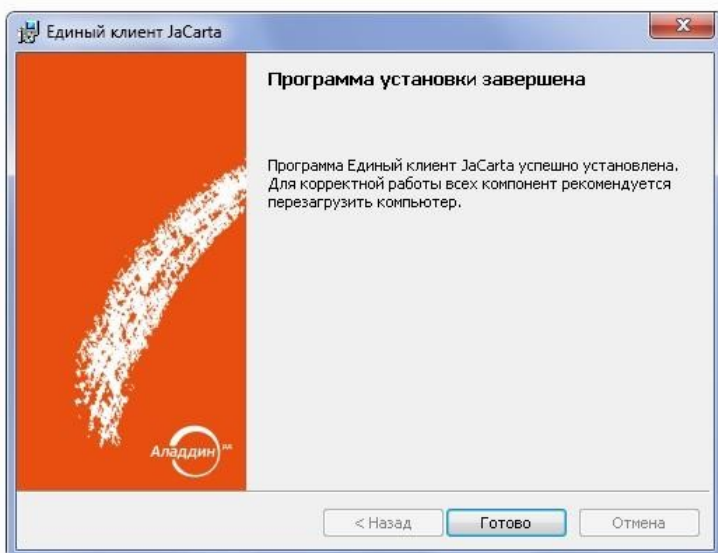 Единый клиент JaCarta
Программа установки завершена
Программа Единый клиент JaCarta успешно установлена.
Для корректной работы всех компонент рекомендуется
перезагрузить компьютер.
Аладдин
< Назад
Готово
Отмена